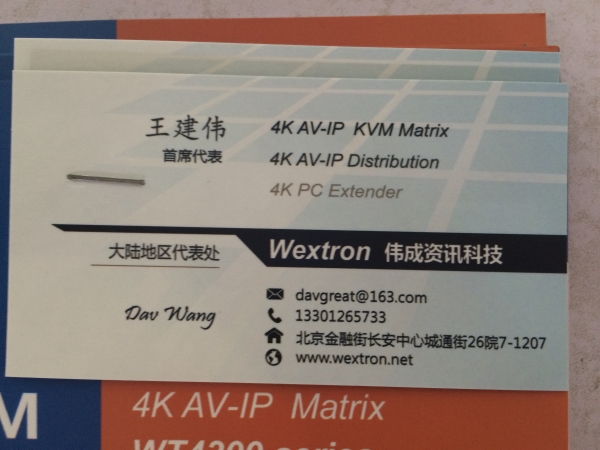 王建伟
首席代表
4K AV-IP KVM Matrix
4K AV-IP Distribution
4K PC Extender
大陆地区代表处
Wextron 伟成资讯科技
Dav Wang
davgreat@163.com
13301265733
北京金融街长安中心城通街26院7-1207
www.wextron.net
M
4K AV-IP Matrix
WT4300 series